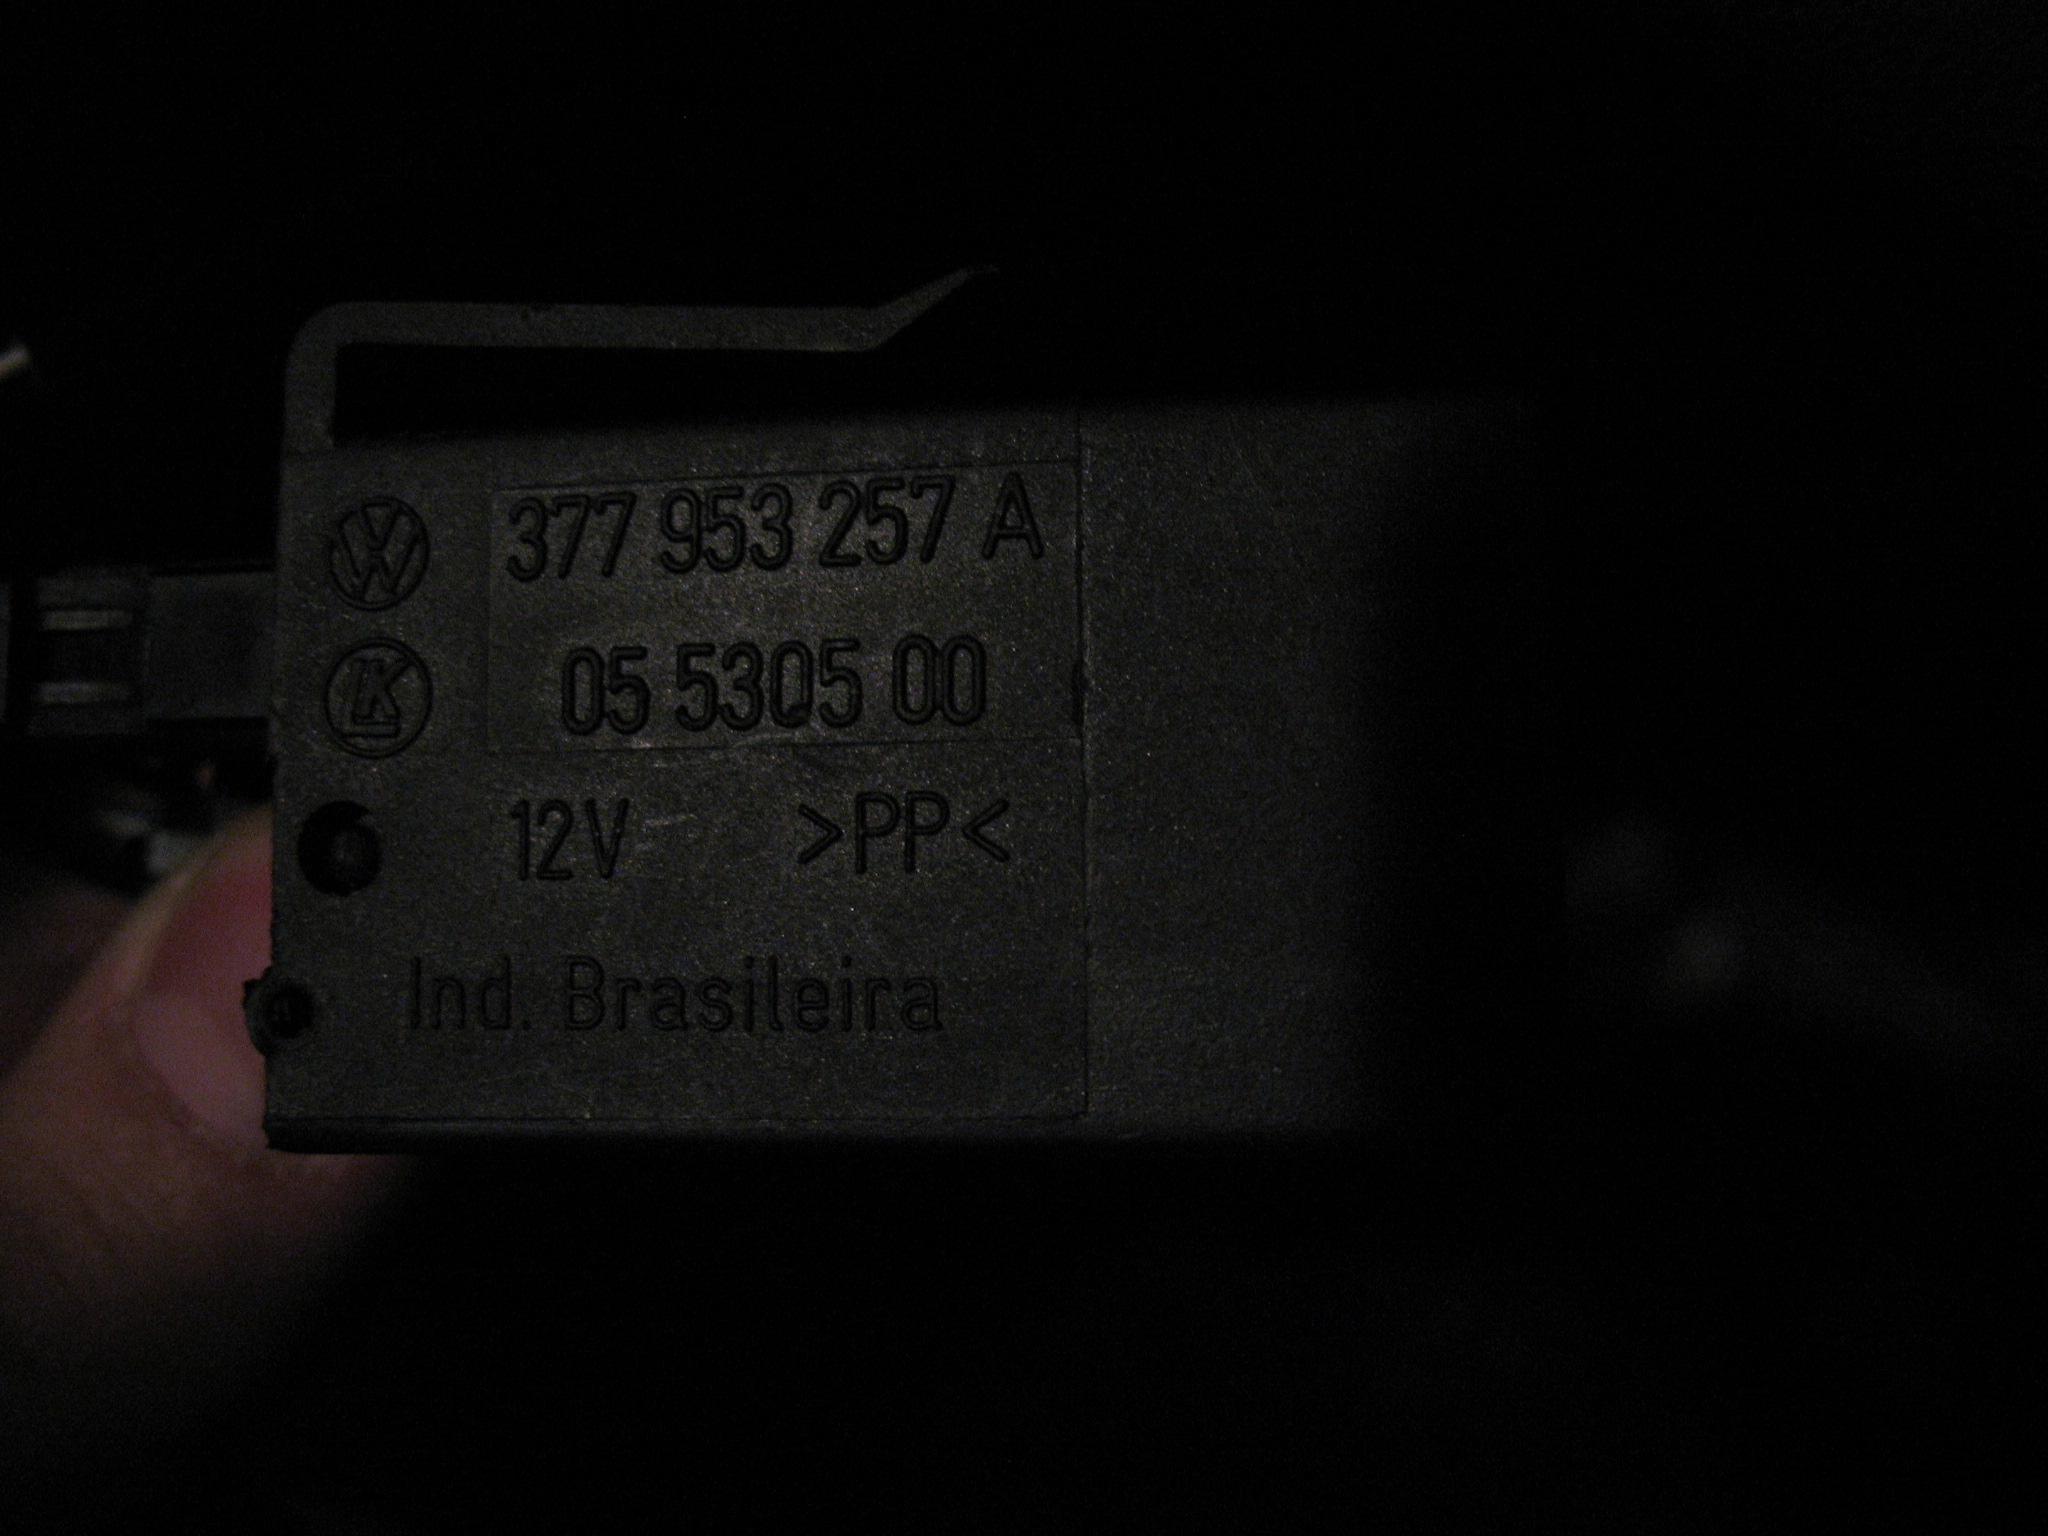 377 953 257 A
05 5305 00
12V >PP<
Ind. Brasileira